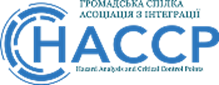 ГРОМАДСЬКА СПІЛКА
АСОЦІАЦІЯ З ІНТЕГРАЦІЇ
HACCP
Hazard Analysis and Critical Control Points